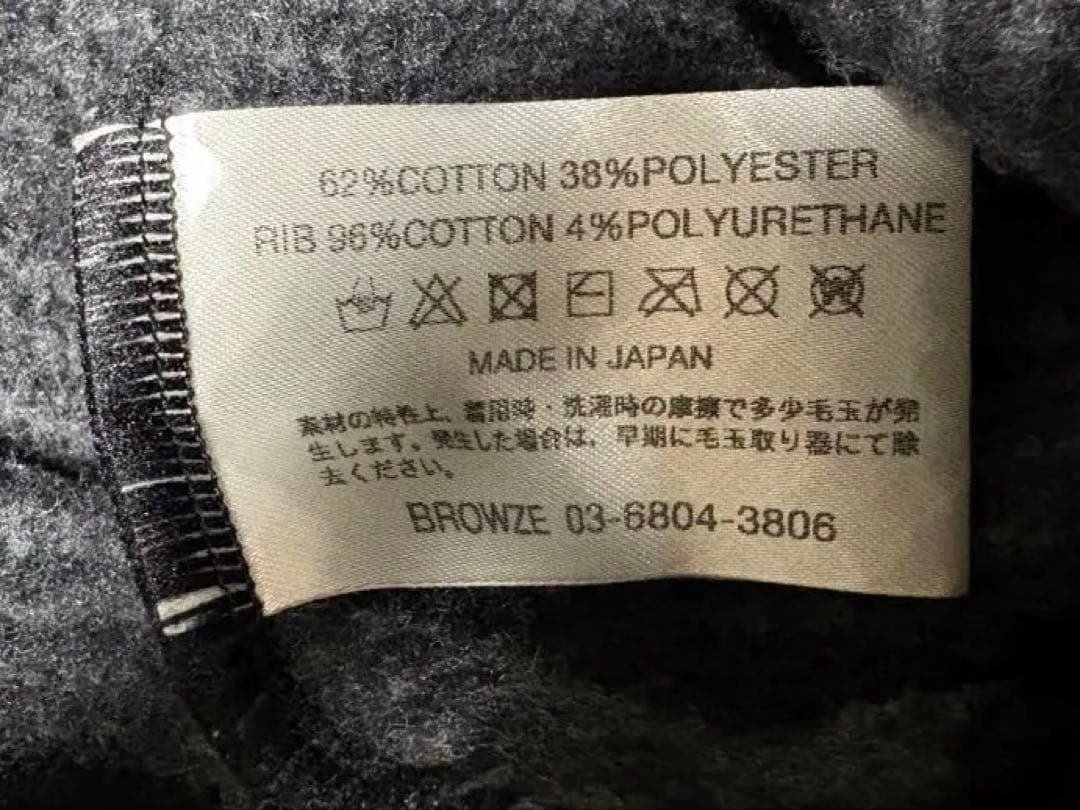 62%COTTON 38%POLYESTER
RIB 96%COTTON 4%POLYURETHANE
MADE IN JAPAN
素材の特性上、着用時・洗濯時の摩擦で多少毛玉が発
生します。発生した場合は、早期に毛玉取り器にて除
去ください。
BROWZE 03-6804-3806